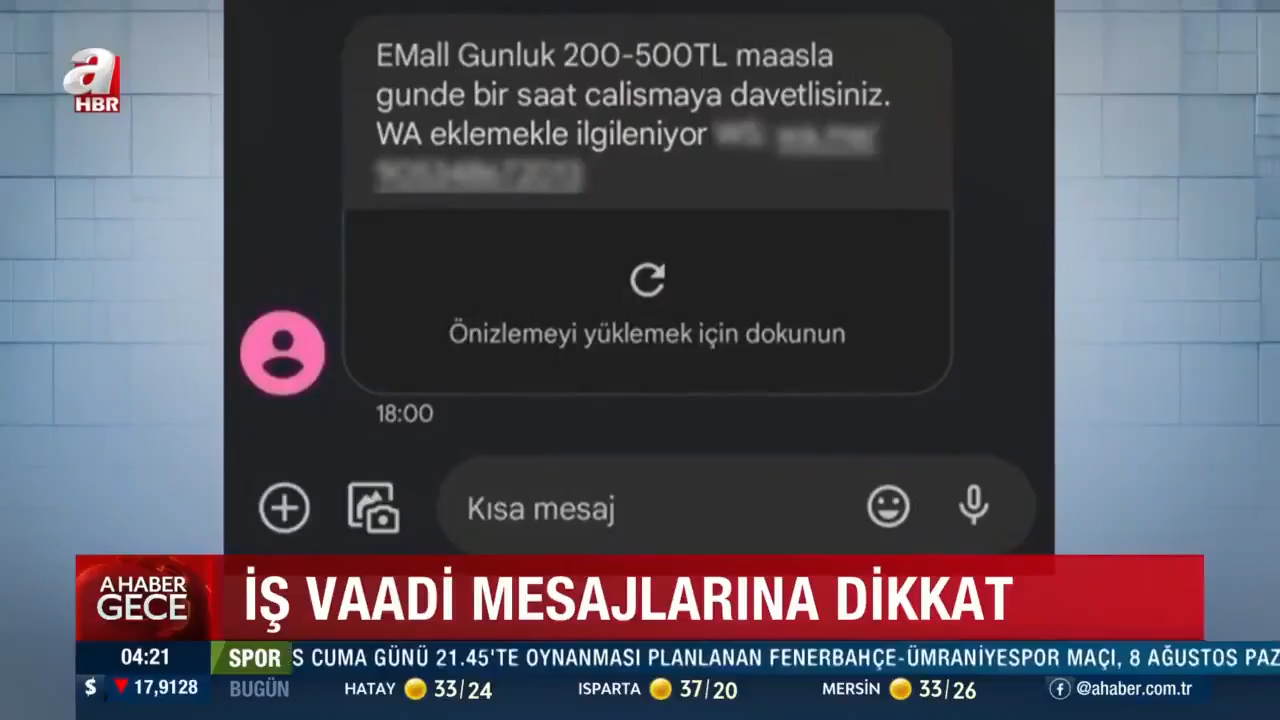 a
HBR
EMall Gunluk 200-500TL maasla
gunde bir saat calismaya davetlisiniz.
WA eklemekle ilgileniyor
Önizlemeyi yüklemek için dokunun
18:00
Kısa mesaj
A HABER
GECE
İŞ VAADİ MESAJLARINA DİKKAT
04:21
SPOR
S CUMA GÜNÜ 21.45'TE OYNANMASI PLANLANAN FENERBAHÇE-ÜMRANİYESPOR MAÇI, 8 AĞUSTOS PAZ
$ 17,9128
BUGÜN
HATAY 33/24
ISPARTA 37/20
MERSİN 33/26
@ahaber.com.tr